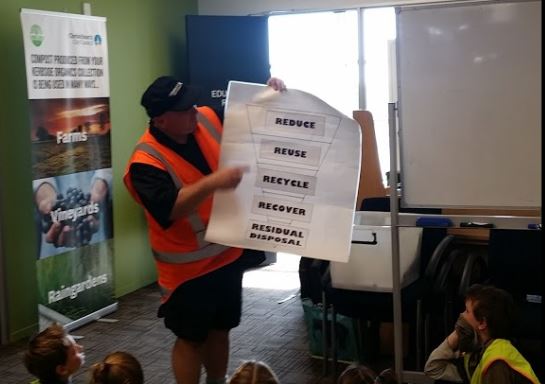 COMPOST PRODUCED FROM YOUR
KERBSIDE ORGANICS COLLECTION
IS BEING USED IN MANY WAYS...
Farms
Vineyards
Raingardens
REDUCE
REUSE
RECYCLE
RECOVER
RESIDUAL
DISPOSAL